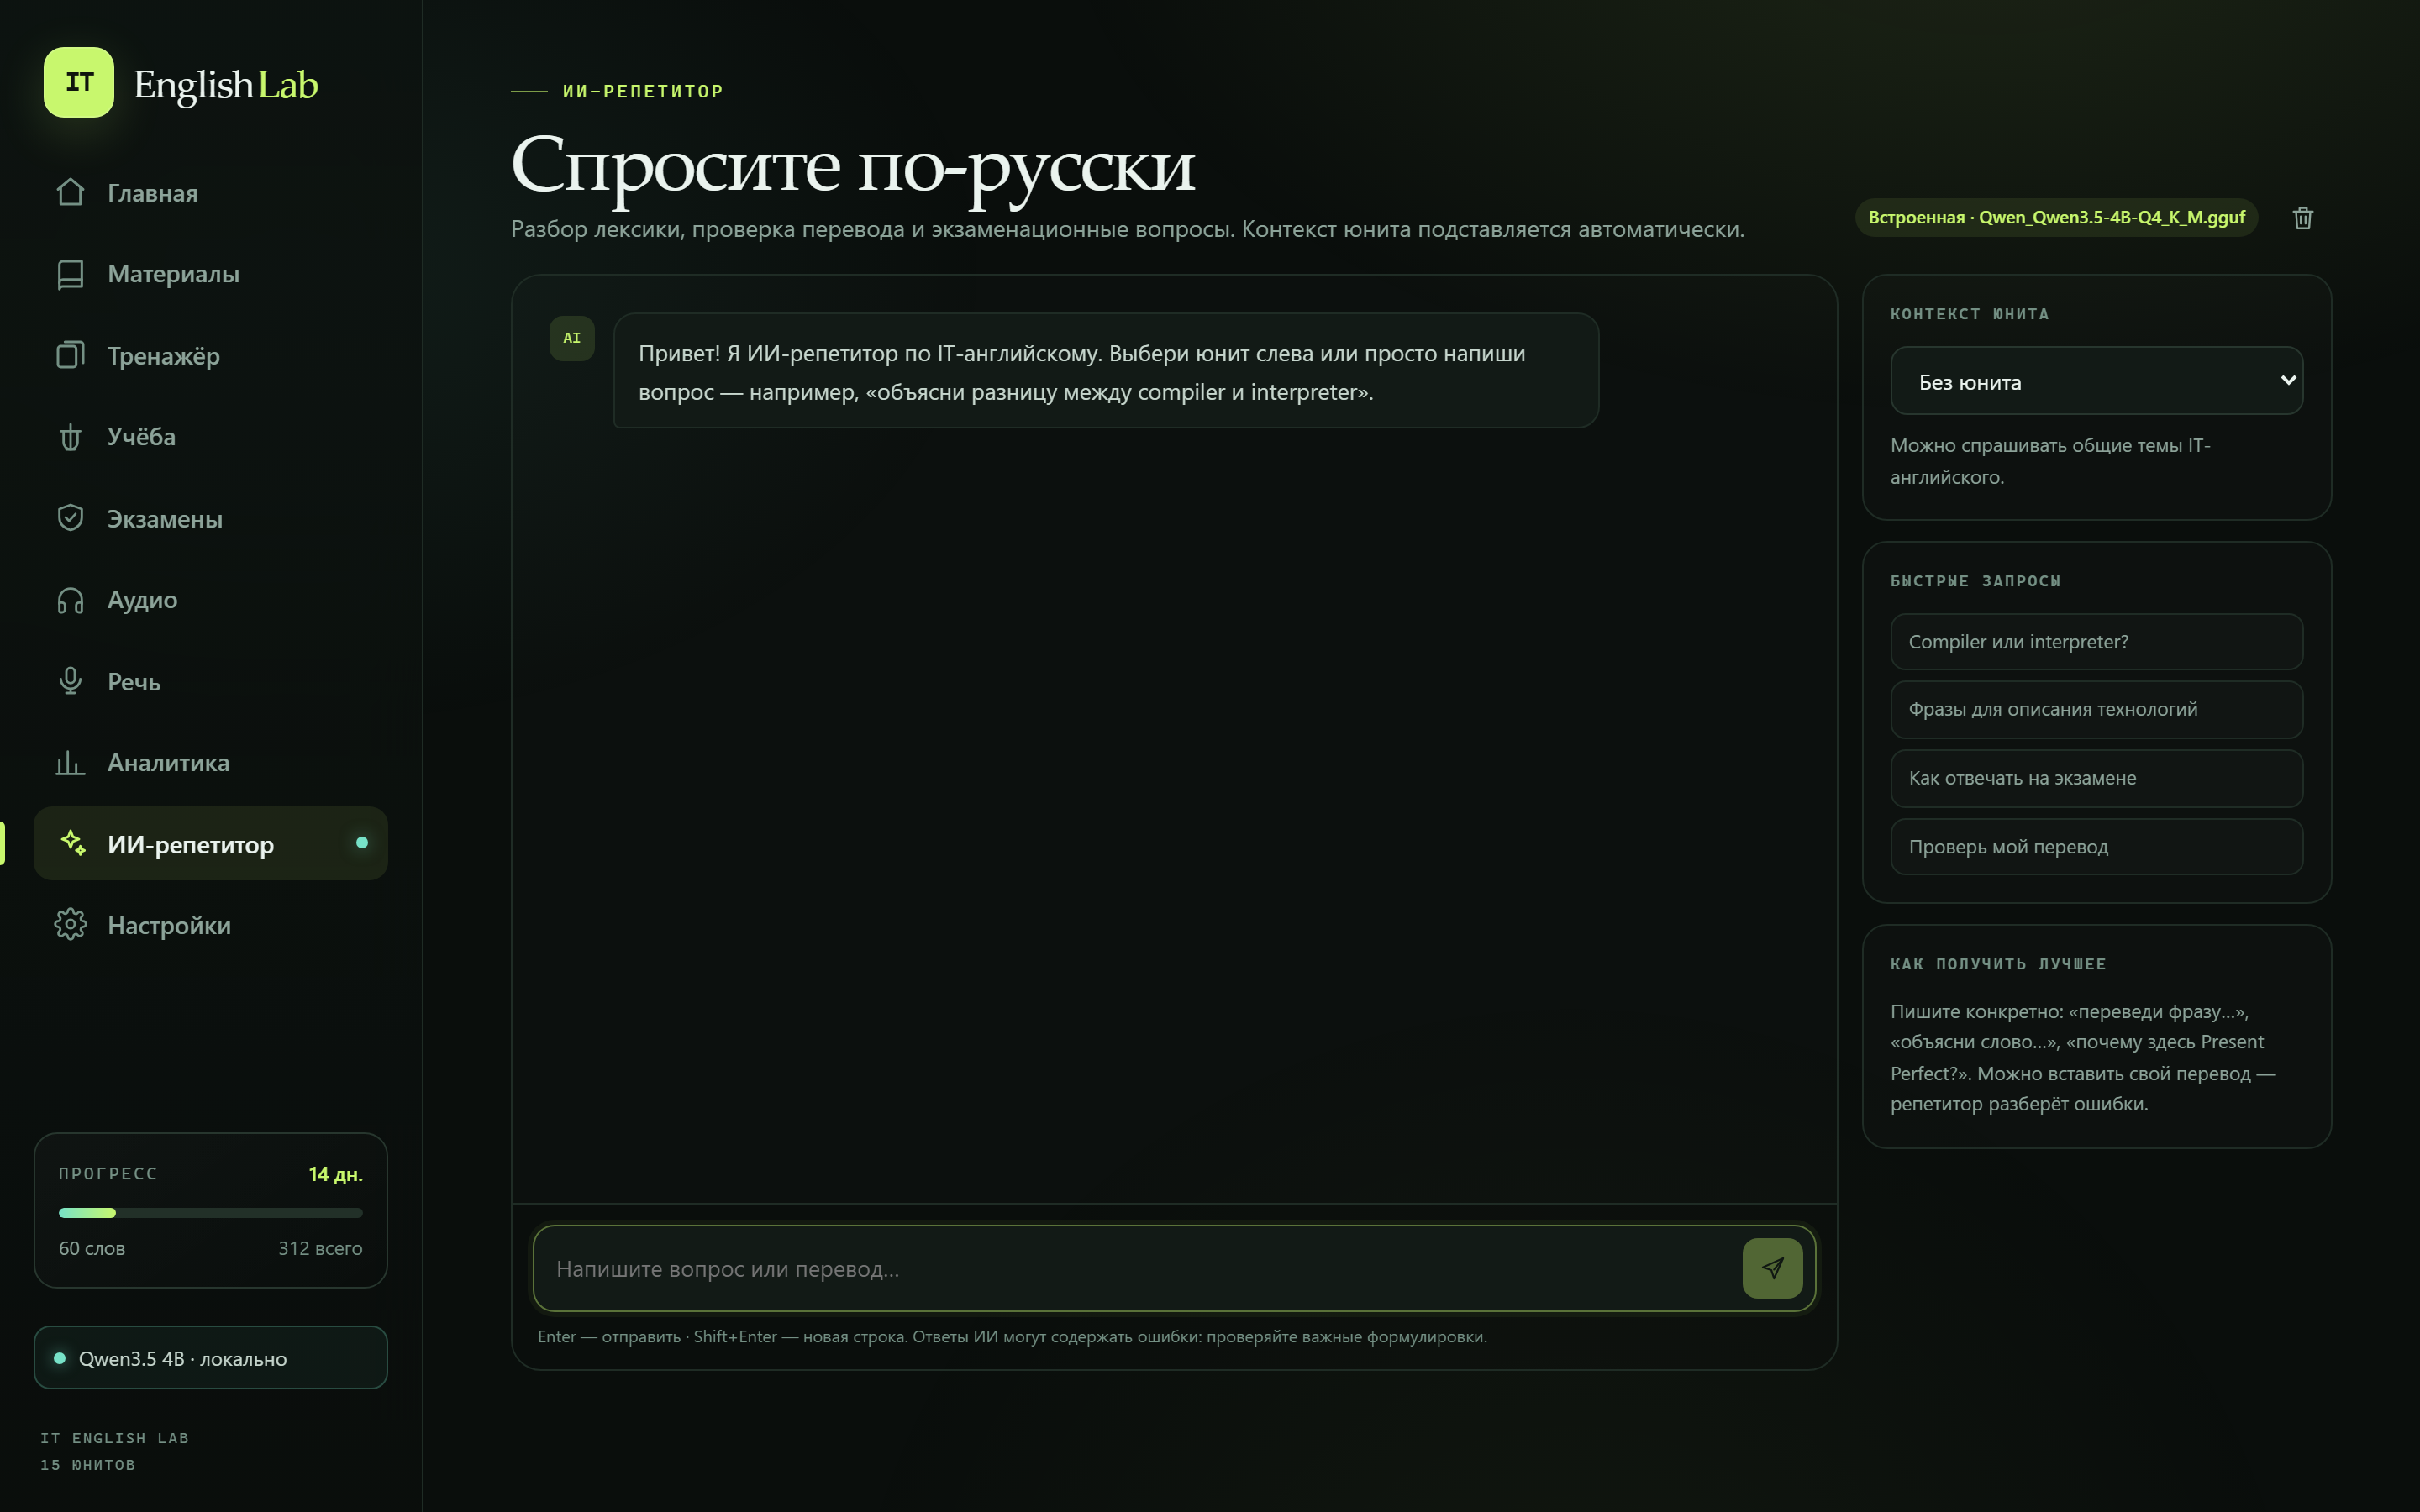 IT
EnglishLab
Главная
Материалы
Тренажёр
Учёба
Экзамены
Аудио
Речь
Аналитика
ИИ-репетитор
Настройки
ПРОГРЕСС 14 дн.
60 слов 312 всего
Qwen3.5 4B · локально
IT ENGLISH LAB
15 ЮНИТОВ
ИИ-РЕПЕТИТОР
Спросите по-русски
Разбор лексики, проверка перевода и экзаменационные вопросы. Контекст юнита подставляется автоматически.
Встроенная · Qwen_Qwen3.5-4B-Q4_K_M.gguf
AI
Привет! Я ИИ-репетитор по IT-английскому. Выбери юнит слева или просто напиши
вопрос — например, «объясни разницу между compiler и interpreter».
Напишите вопрос или перевод...
Enter — отправить · Shift+Enter — новая строка. Ответы ИИ могут содержать ошибки: проверяйте важные формулировки.
КОНТЕКСТ ЮНИТА
Без юнита
Можно спрашивать общие темы IT-
английского.
БЫСТРЫЕ ЗАПРОСЫ
Compiler или interpreter?
Фразы для описания технологий
Как отвечать на экзамене
Проверь мой перевод
КАК ПОЛУЧИТЬ ЛУЧШЕЕ
Пишите конкретно: «переведи фразу...»,
«объясни слово...», «почему здесь Present
Perfect?». Можно вставить свой перевод —
репетитор разберёт ошибки.